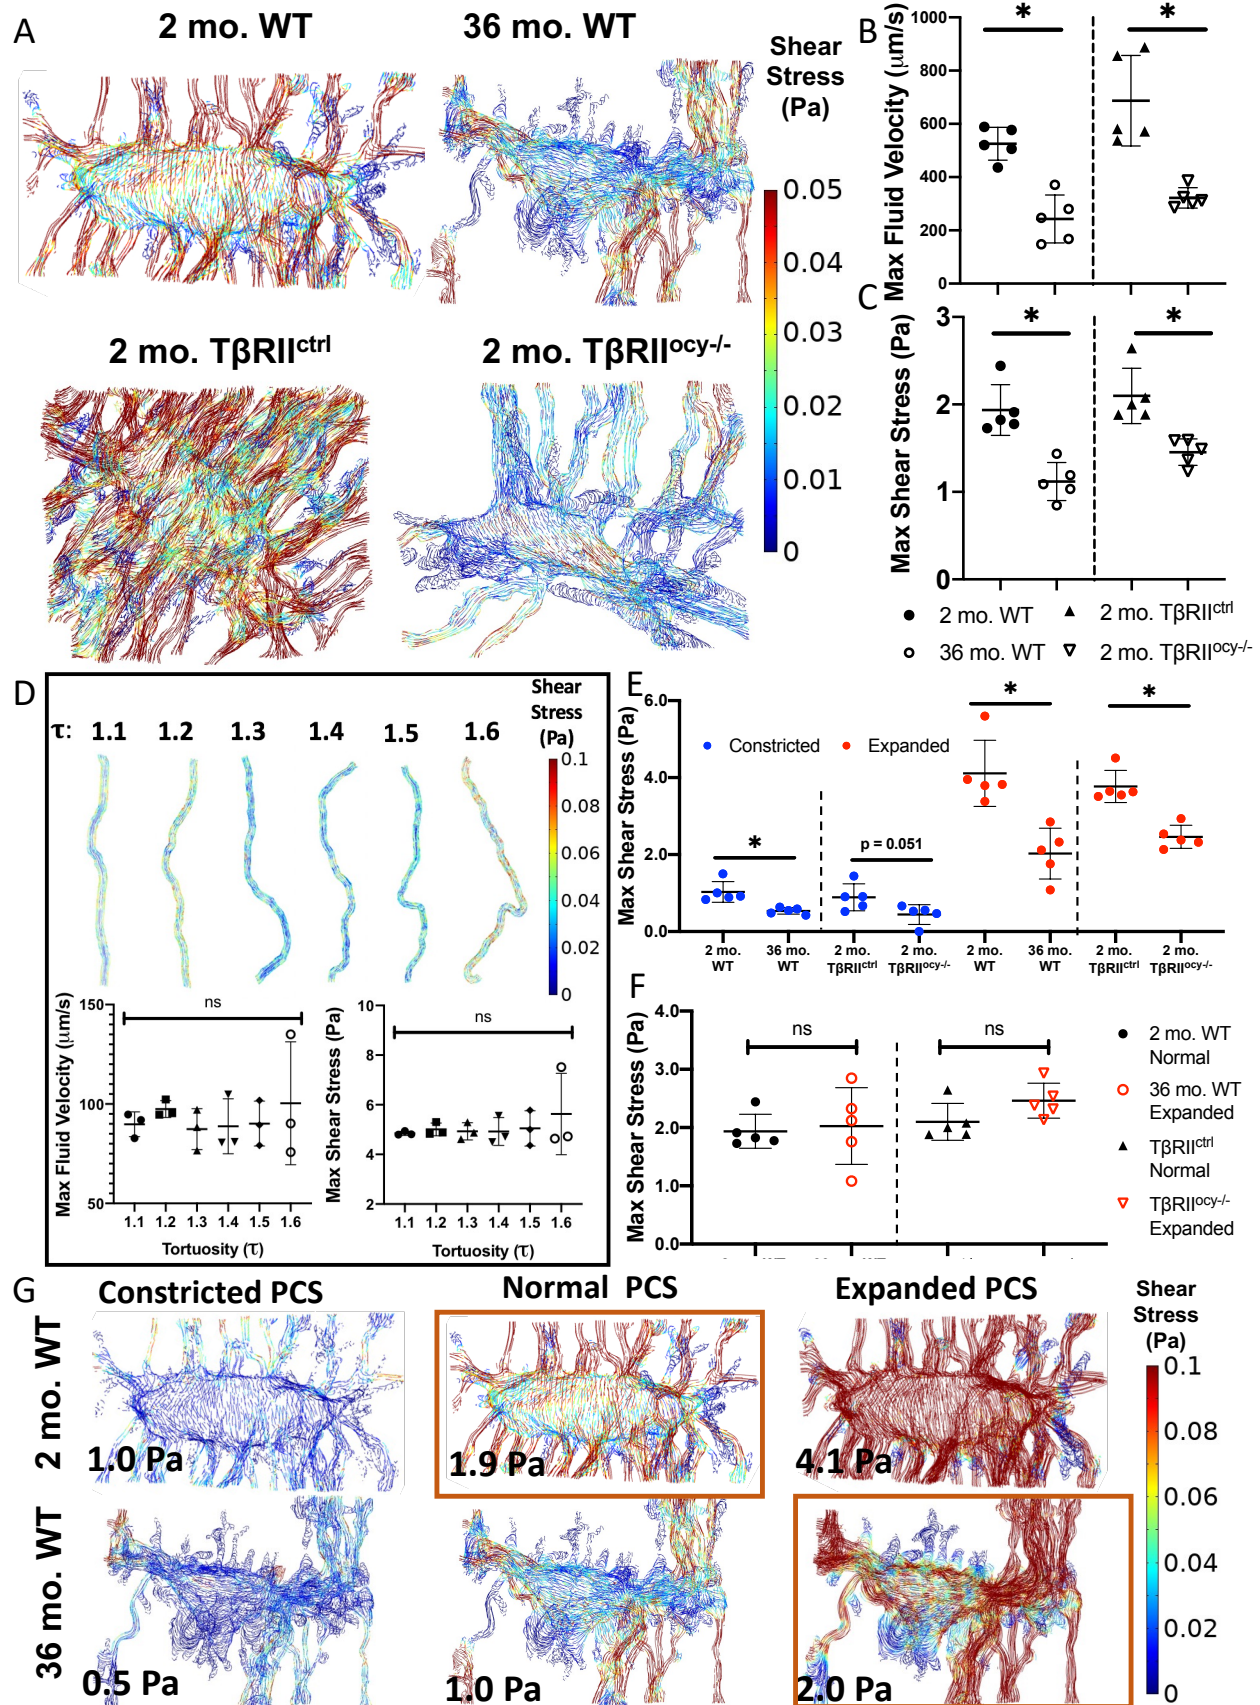 A
2 mo. WT
36 mo. WT
Shear
Stress
(Pa)
0.05
0.04
0.03
0.02
0.01
0
2 mo. TβRII^ctrl
2 mo. TβRII^ocy-/-
B
Max Fluid Velocity (μm/s)
1000
800
600
400
200
0
*
*
C
Max Shear Stress (Pa)
3
2
1
0
*
*
2 mo. WT
2 mo. TβRII^ctrl
36 mo. WT
2 mo. TβRII^ocy-/-
D
τ: 1.1 1.2 1.3 1.4 1.5 1.6
Shear
Stress
(Pa)
0.1
0.08
0.06
0.04
0.02
0
Max Fluid Velocity (μm/s)
150
100
50
ns
1.1 1.2 1.3 1.4 1.5 1.6
Tortuosity (τ)
Max Shear Stress (Pa)
10
8
6
4
2
ns
1.1 1.2 1.3 1.4 1.5 1.6
Tortuosity (τ)
E
Max Shear Stress (Pa)
6.0
4.0
2.0
0.0
Constricted
Expanded
*
p = 0.051
*
*
2 mo.
WT
36 mo.
WT
2 mo.
TβRII^ctrl
2 mo.
TβRII^ocy-/-
2 mo.
WT
36 mo.
WT
2 mo.
TβRII^ctrl
2 mo.
TβRII^ocy-/-
F
Max Shear Stress (Pa)
4.0
3.0
2.0
1.0
0.0
ns
ns
2 mo. WT
Normal
36 mo. WT
Expanded
TβRII^ctrl
Normal
TβRII^ocy-/-
Expanded
G
Constricted PCS
Normal PCS
Expanded PCS
Shear
Stress
(Pa)
0.1
0.08
0.06
0.04
0.02
0
2 mo. WT
1.0 Pa
1.9 Pa
4.1 Pa
36 mo. WT
0.5 Pa
1.0 Pa
2.0 Pa